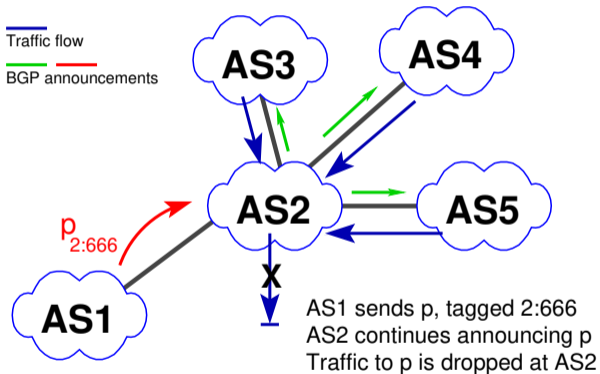 Traffic flow
BGP announcements
AS3
AS4
AS2
AS5
p2:666
X
AS1
AS1 sends p, tagged 2:666
AS2 continues announcing p
Traffic to p is dropped at AS2